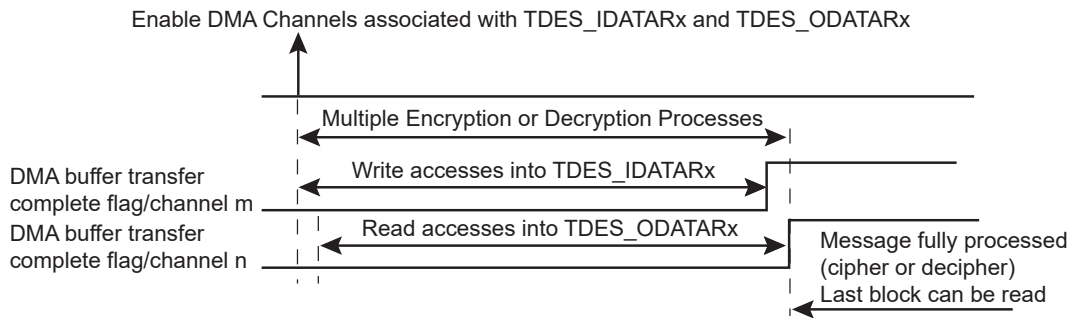 Enable DMA Channels associated with TDES_IDATARx and TDES_ODATARx
Multiple Encryption or Decryption Processes
Write accesses into TDES_IDATARx
DMA buffer transfer
complete flag/channel m
Read accesses into TDES_ODATARx
DMA buffer transfer
complete flag/channel n
Message fully processed
(cipher or decipher)
Last block can be read